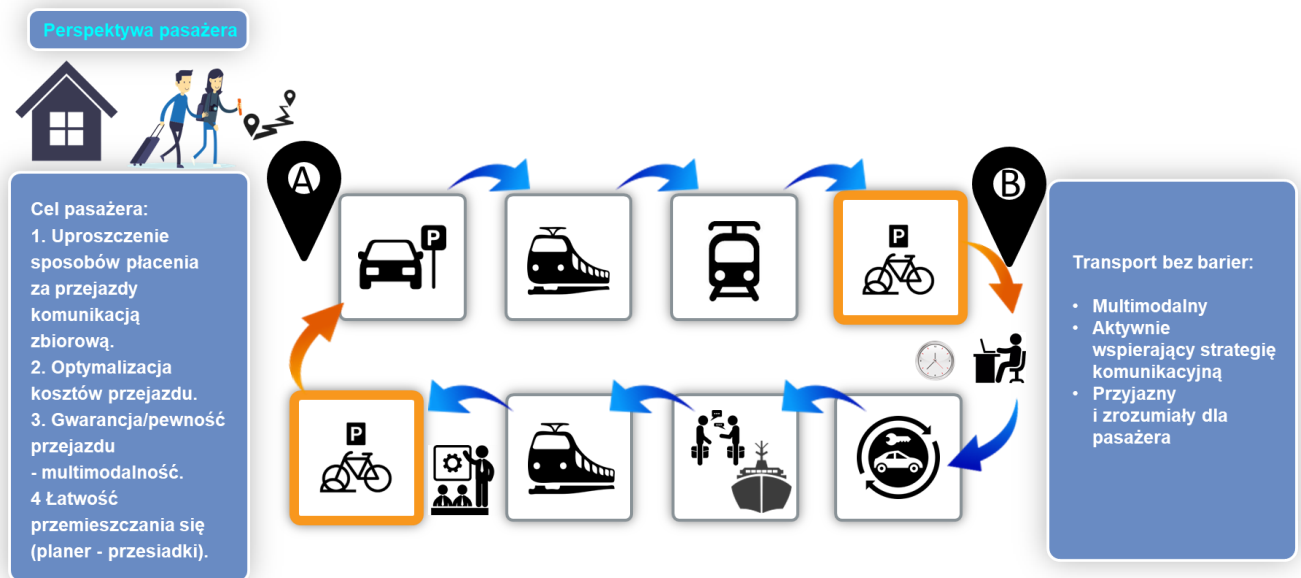 Perspektywa pasażera
Cel pasażera:
1. Uproszczenie
sposobów płacenia
za przejazdy
komunikacją
zbiorową.
2. Optymalizacja
kosztów przejazdu.
3. Gwarancja/pewność
przejazdu
- multimodalność.
4 Łatwość
przemieszczania się
(planer - przesiadki).
A
P
P
B
P
Transport bez barier:
• Multimodalny
• Aktywnie
wspierający strategię
komunikacyjną
• Przyjazny
i zrozumiały dla
pasażera